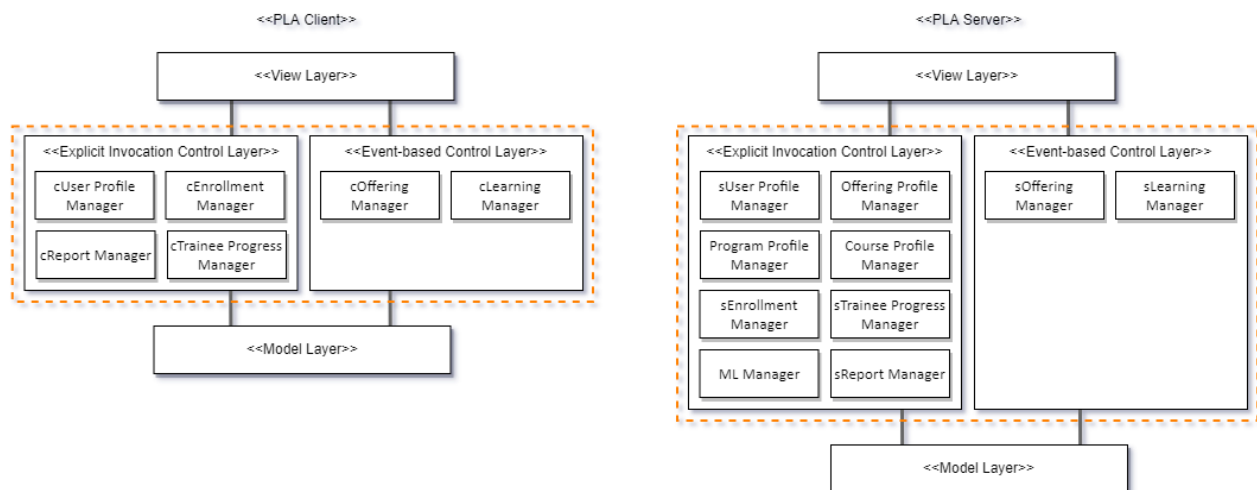 <<PLA Client>>
<<View Layer>>
<<Explicit Invocation Control Layer>>
cUser Profile
Manager
cEnrollment
Manager
cReport Manager
cTrainee Progress
Manager
<<Event-based Control Layer>>
cOffering
Manager
cLearning
Manager
<<Model Layer>>
<<PLA Server>>
<<View Layer>>
<<Explicit Invocation Control Layer>>
sUser Profile
Manager
Offering Profile
Manager
Program Profile
Manager
Course Profile
Manager
sEnrollment
Manager
sTrainee Progress
Manager
ML Manager
sReport Manager
<<Event-based Control Layer>>
sOffering
Manager
sLearning
Manager
<<Model Layer>>